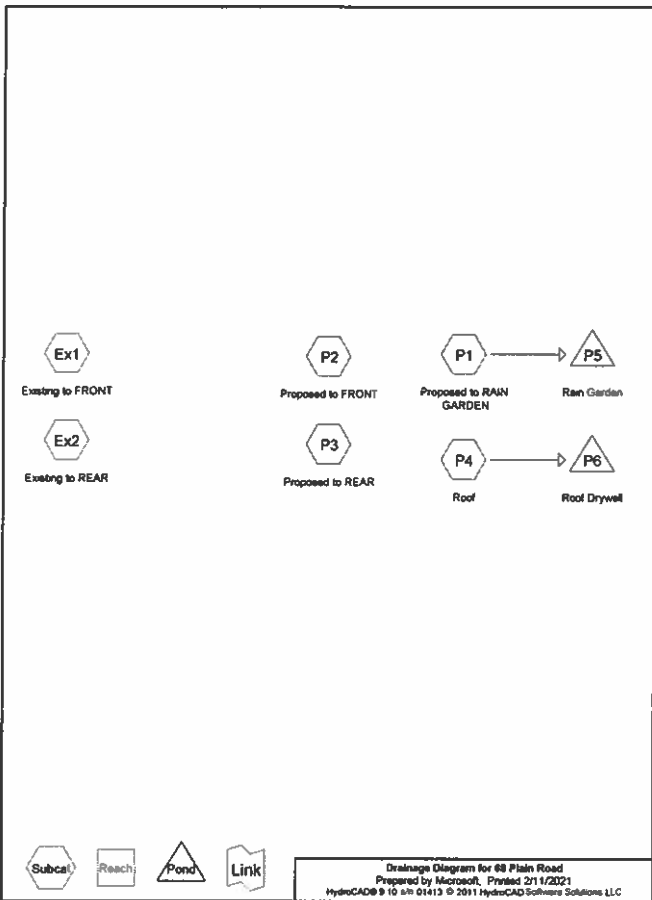 Ex1
Existing to FRONT
P2
Proposed to FRONT
P1
Proposed to RAIN
GARDEN
P5
Rain Garden
Ex2
Existing to REAR
P3
Proposed to REAR
P4
Roof
P6
Roof Drywell
Subcat
Reach
Pond
Link
Drainage Diagram for 68 Plain Road
Prepared by Microsoft, Printed 2/11/2021
HydroCAD® 9.10 s/n 01413 © 2011 HydroCAD Software Solutions LLC